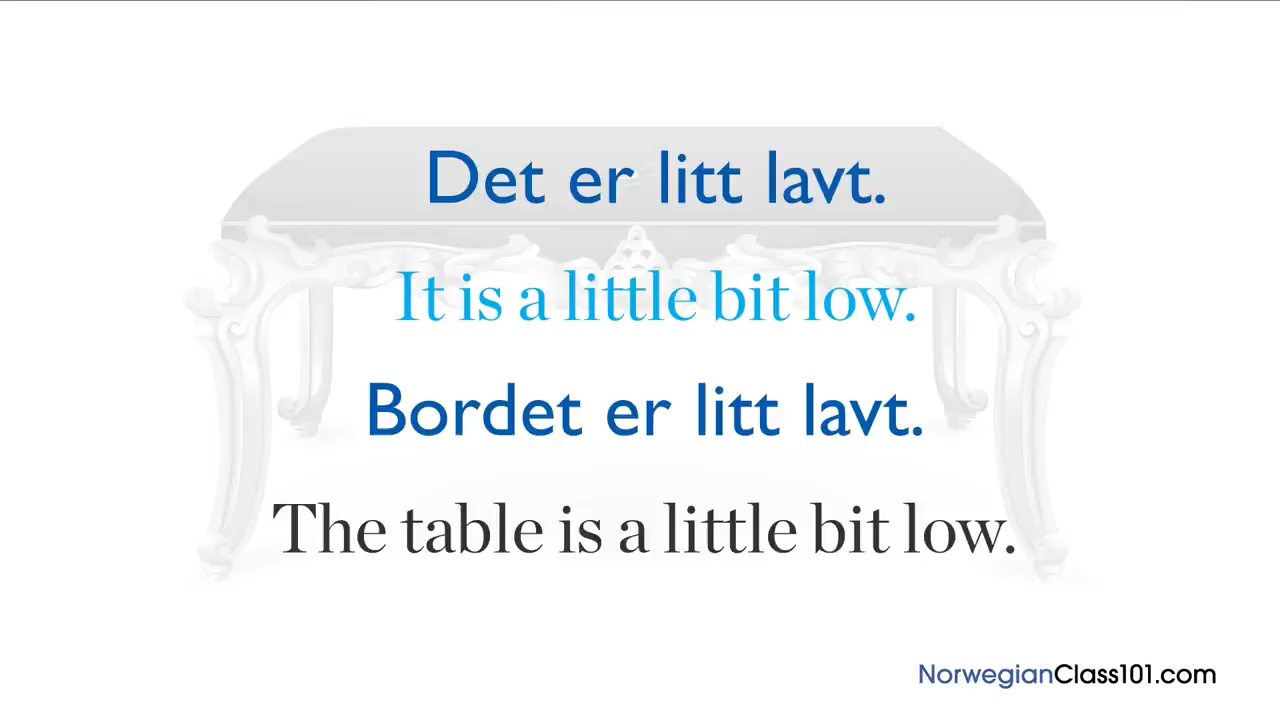 Det er litt lavt.
It is a little bit low.
Bordet er litt lavt.
The table is a little bit low.
NorwegianClass101.com